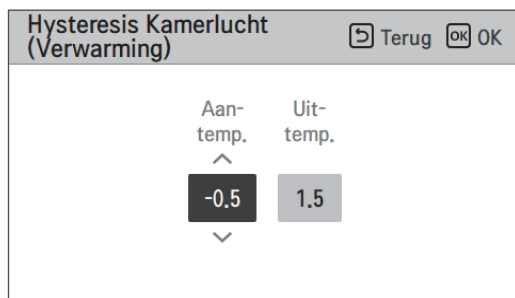 Hysteresis Kamerlucht
(Verwarming)
Terug
OK OK
Aan-
temp.
Uit-
temp.
-0.5
1.5